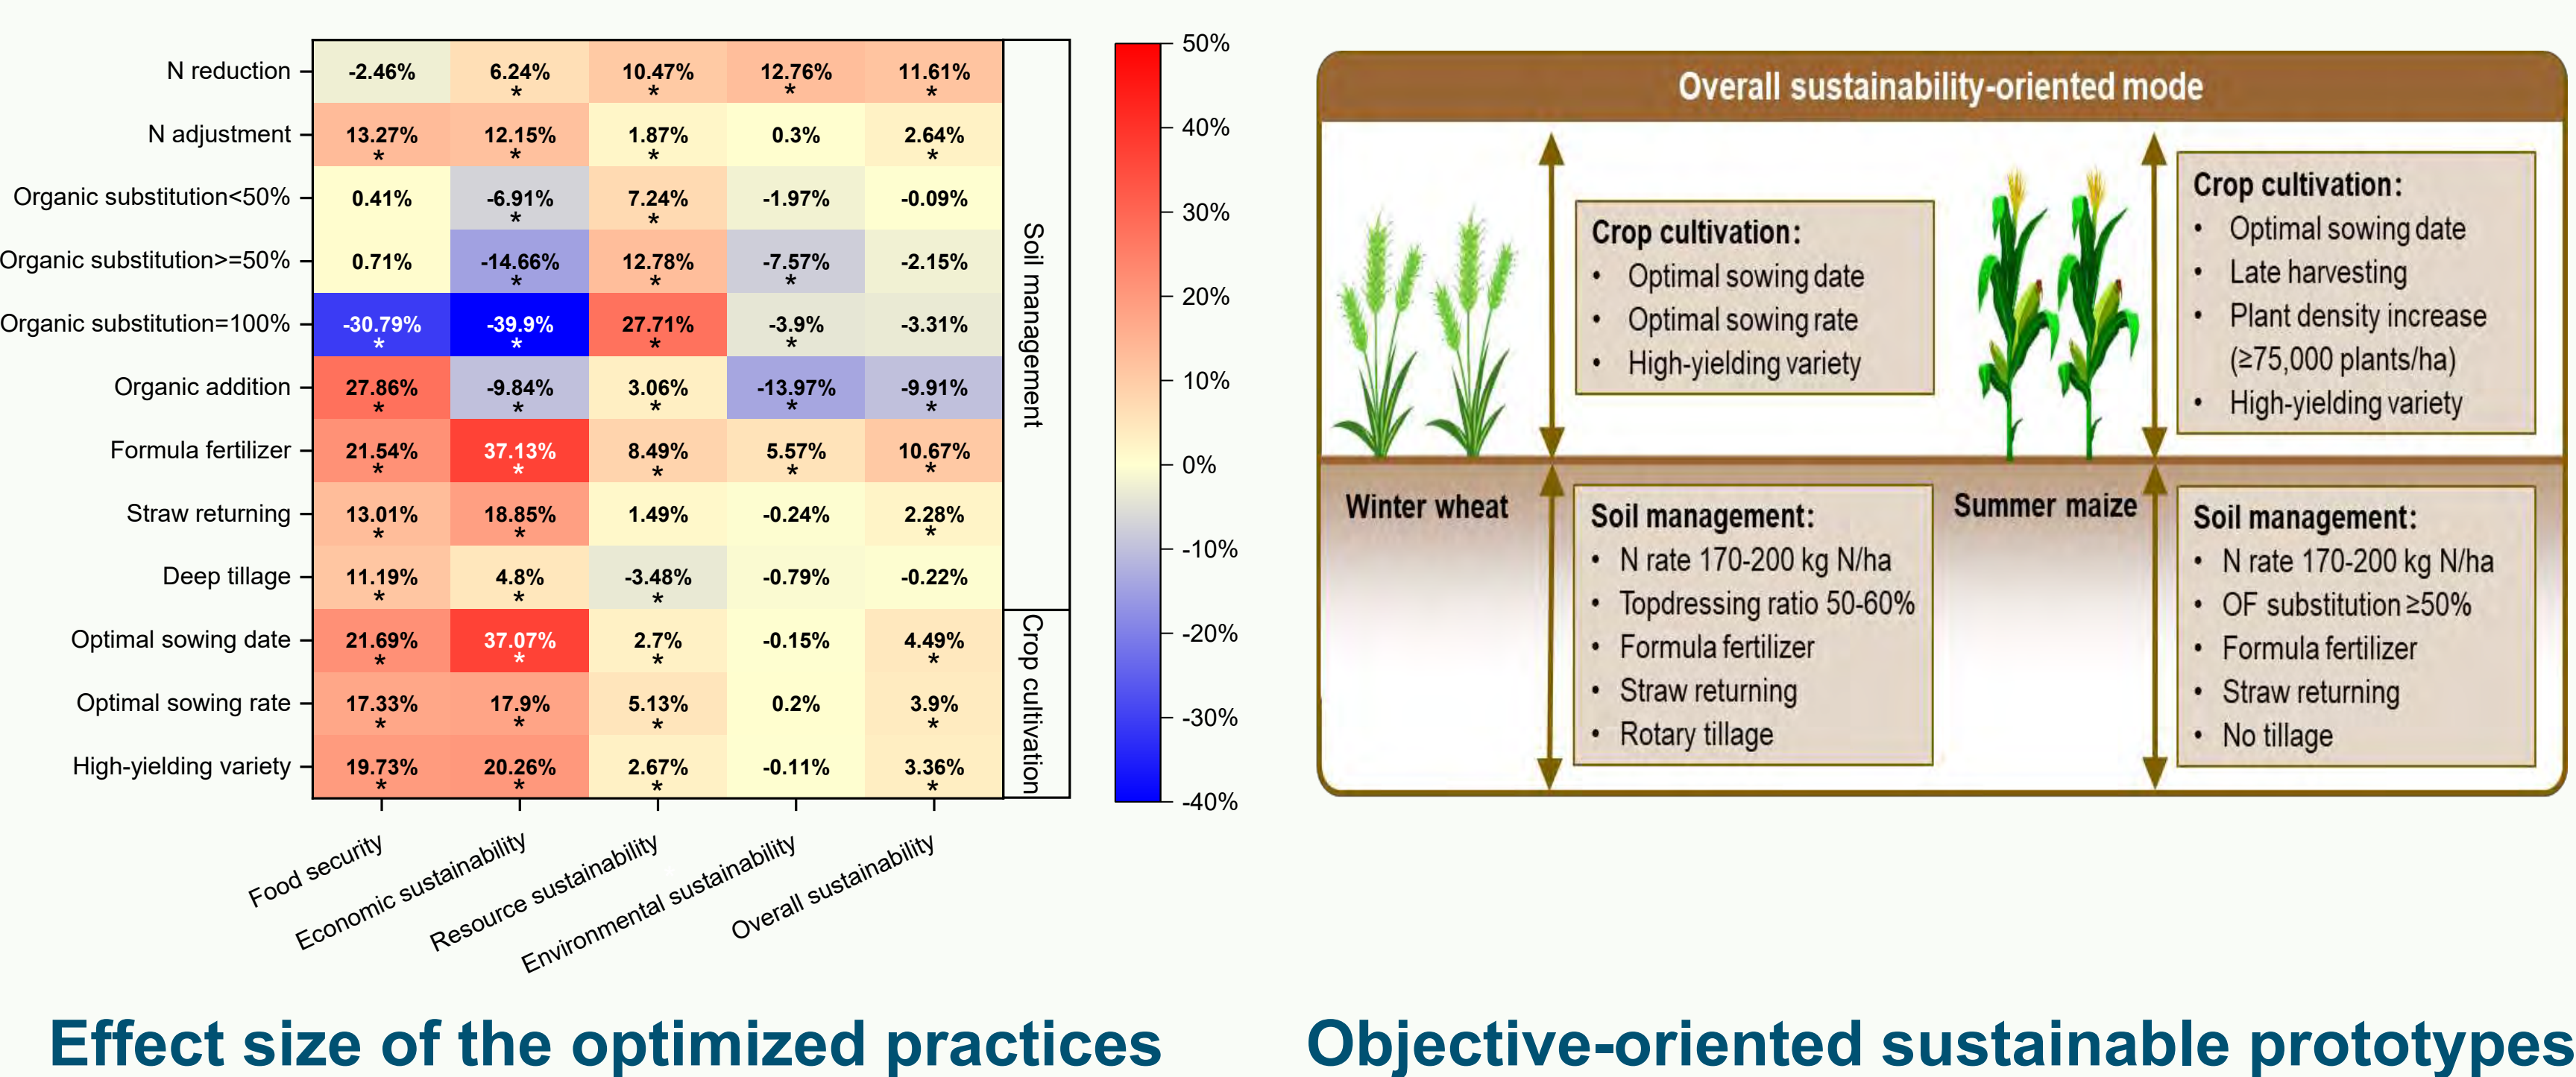 N reduction -2.46% 6.24% * 10.47% * 12.76% * 11.61% *
N adjustment 13.27% * 12.15% * 1.87% * 0.3% 2.64% *
Organic substitution<50% 0.41% -6.91% * 7.24% * -1.97% -0.09%
Organic substitution>=50% 0.71% -14.66% * 12.78% * -7.57% * -2.15%
Organic substitution=100% -30.79% * -39.9% * 27.71% * -3.9% * -3.31%
Organic addition 27.86% * -9.84% * 3.06% * -13.97% * -9.91% *
Formula fertilizer 21.54% * 37.13% * 8.49% * 5.57% * 10.67% *
Straw returning 13.01% * 18.85% * 1.49% -0.24% 2.28% *
Deep tillage 11.19% * 4.8% * -3.48% * -0.79% -0.22%
Optimal sowing date 21.69% * 37.07% * 2.7% * -0.15% 4.49% *
Optimal sowing rate 17.33% * 17.9% * 5.13% * 0.2% 3.9% *
High-yielding variety 19.73% * 20.26% * 2.67% * -0.11% 3.36% *
Soil management
Crop cultivation
Food security
Economic sustainability
Resource sustainability
Environmental sustainability
Overall sustainability
50%
40%
30%
20%
10%
0%
-10%
-20%
-30%
-40%
Effect size of the optimized practices
Overall sustainability-oriented mode
Crop cultivation:
• Optimal sowing date
• Optimal sowing rate
• High-yielding variety
Crop cultivation:
• Optimal sowing date
• Late harvesting
• Plant density increase
(≥75,000 plants/ha)
• High-yielding variety
Winter wheat
Soil management:
• N rate 170-200 kg N/ha
• Topdressing ratio 50-60%
• Formula fertilizer
• Straw returning
• Rotary tillage
Summer maize
Soil management:
• N rate 170-200 kg N/ha
• OF substitution ≥50%
• Formula fertilizer
• Straw returning
• No tillage
Objective-oriented sustainable prototypes